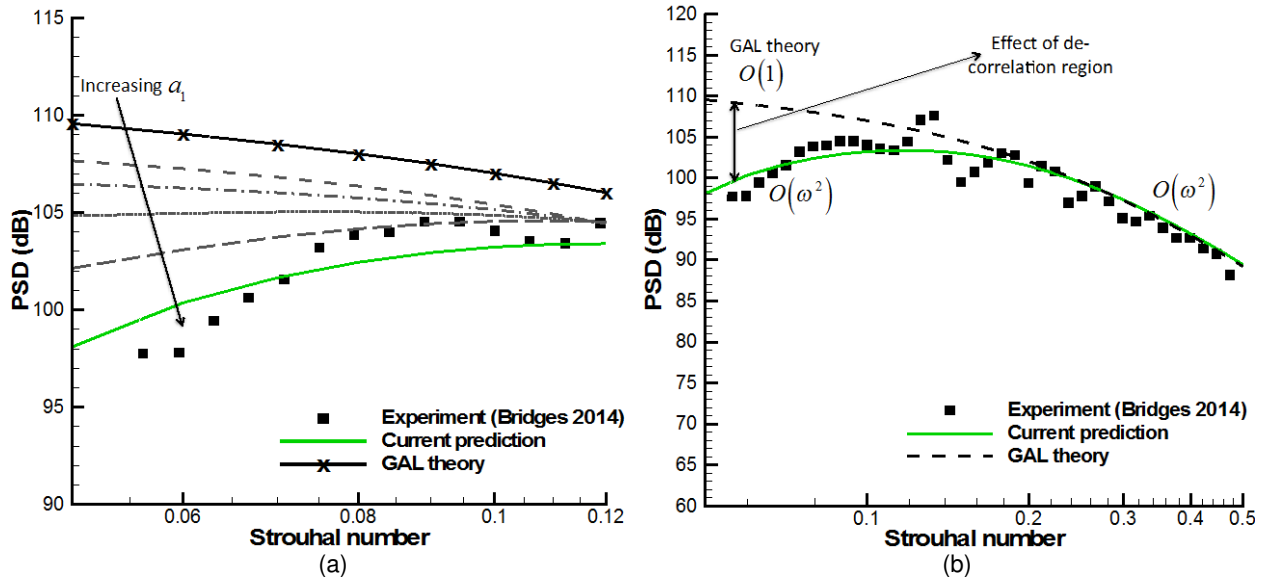 110
105
100
95
90
PSD (dB)
Increasing a₁
Experiment (Bridges 2014)
Current prediction
GAL theory
0.06
0.08
0.1
0.12
Strouhal number
(a)
120
115
110
105
100
95
90
85
80
75
70
65
60
PSD (dB)
GAL theory
O(1)
Effect of de-
correlation region
O(ω²)
O(ω²)
Experiment (Bridges 2014)
Current prediction
GAL theory
0.1
0.2
0.3
0.4
0.5
Strouhal number
(b)